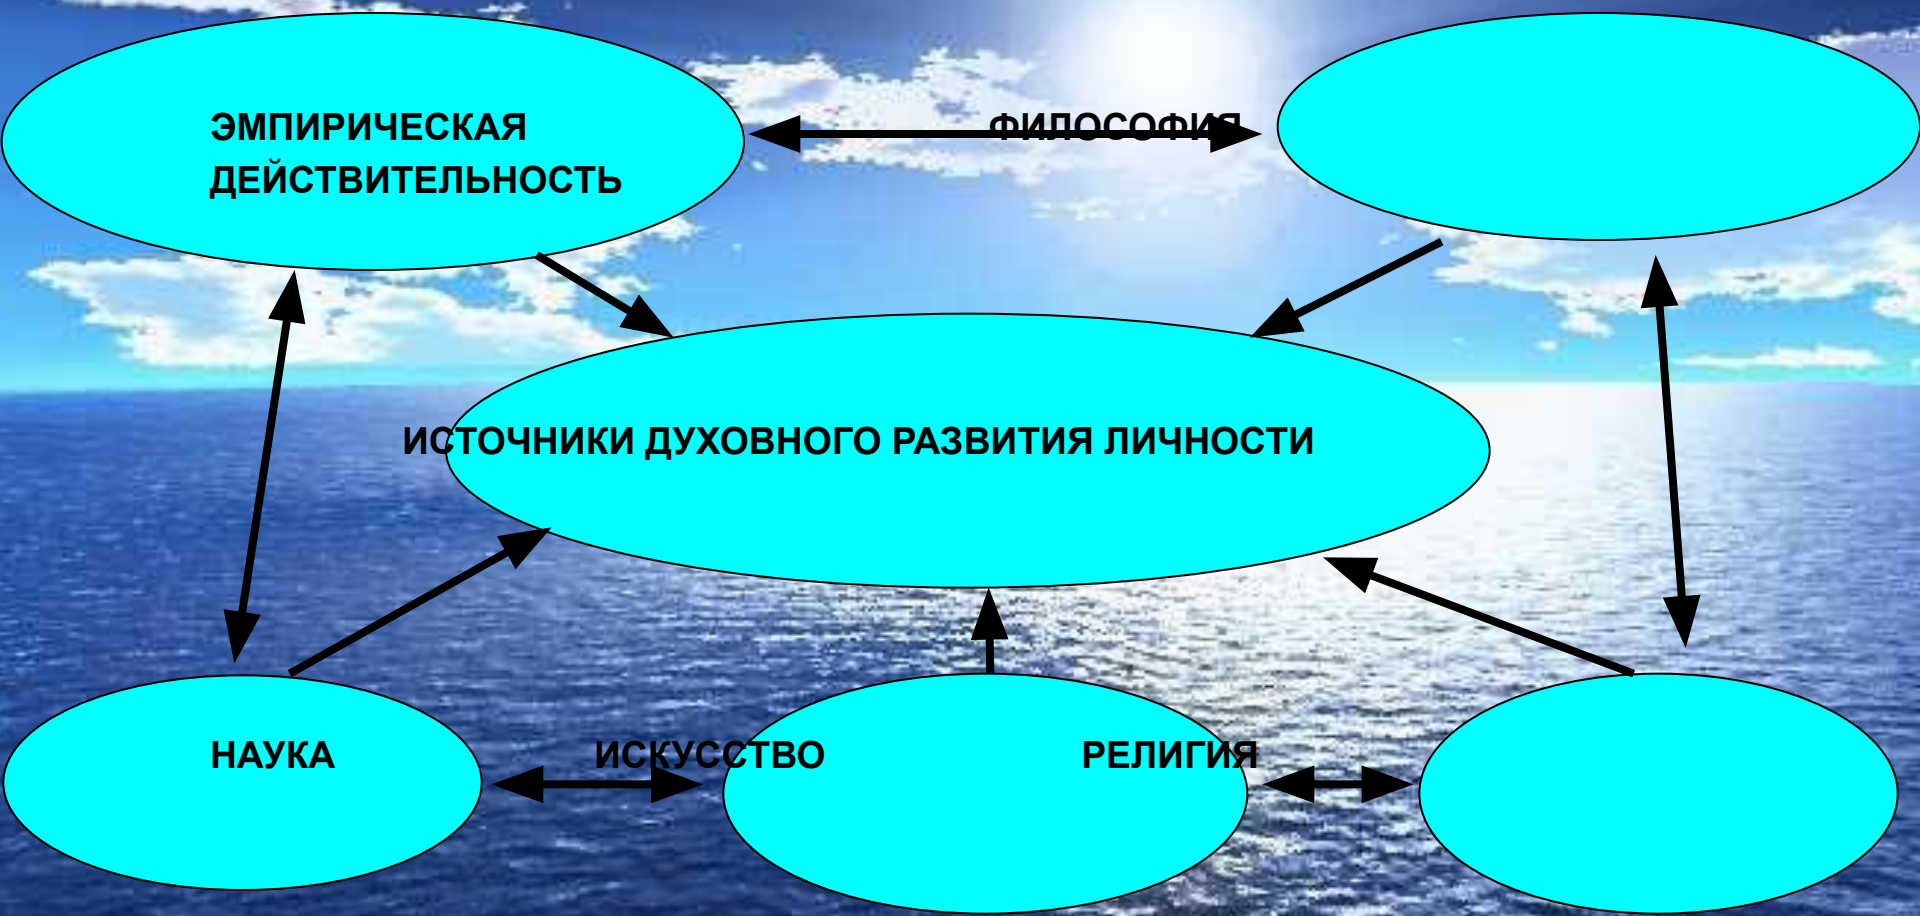 ЭМПИРИЧЕСКАЯ ФИЛОСОФИЯ
ДЕЙСТВИТЕЛЬНОСТЬ
ИСТОЧНИКИ ДУХОВНОГО РАЗВИТИЯ ЛИЧНОСТИ
НАУКА ИСКУССТВО РЕЛИГИЯ